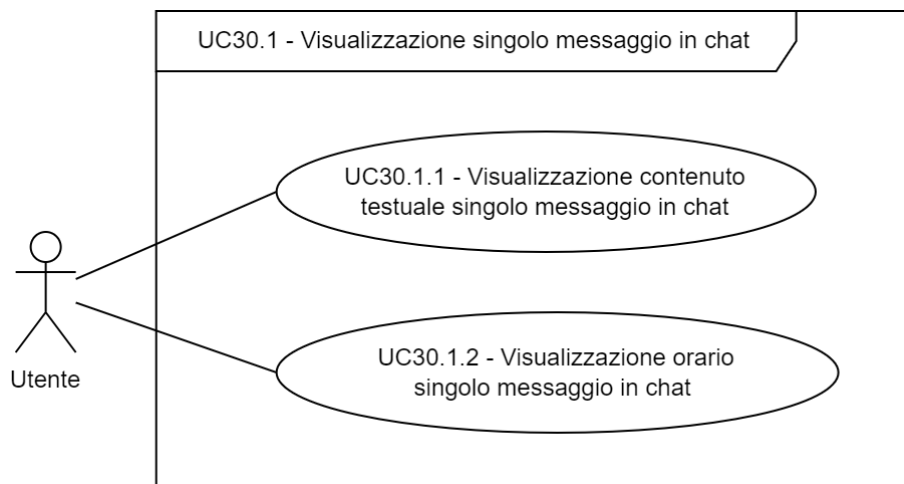 UC30.1 - Visualizzazione singolo messaggio in chat
UC30.1.1 - Visualizzazione contenuto
testuale singolo messaggio in chat
UC30.1.2 - Visualizzazione orario
singolo messaggio in chat
Utente